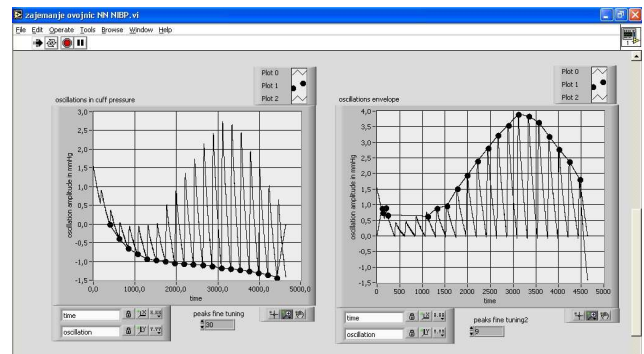 zajemanje ovojnic NN NIBP.vi
File Edit Operate Tools Browse Window Help
Plot 0
Plot 1
Plot 2
oscillations in cuff pressure
oscillation amplitude in mmHg
3,0
2,5
2,0
1,5
1,0
0,5
0,0
-0,5
-1,0
-1,5
0,0 1000,0 2000,0 3000,0 4000,0 5000,0
time
time
oscillation
peaks fine tuning
30
Plot 0
Plot 1
Plot 2
oscillations envelope
oscillation amplitude in mmHg
4,0
3,5
3,0
2,5
2,0
1,5
1,0
0,5
0,0
-0,5
-1,0
-1,5
0 500 1000 1500 2000 2500 3000 3500 4000 4500 5000
time
time
oscillation
peaks fine tuning2
9